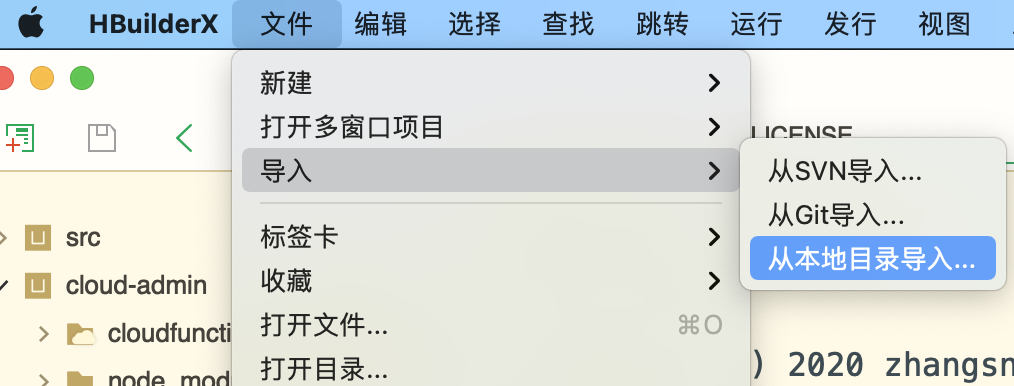 HBuilderX 文件 编辑 选择 查找 跳转 运行 发行 视图
新建
打开多窗口项目
LICENSE
导入
从SVN导入...
从Git导入...
从本地目录导入...
标签卡
收藏
打开文件... ⌘O
打开目录...
src
cloud-admin
cloudfuncti
node_mod
) 2020 zhangsn